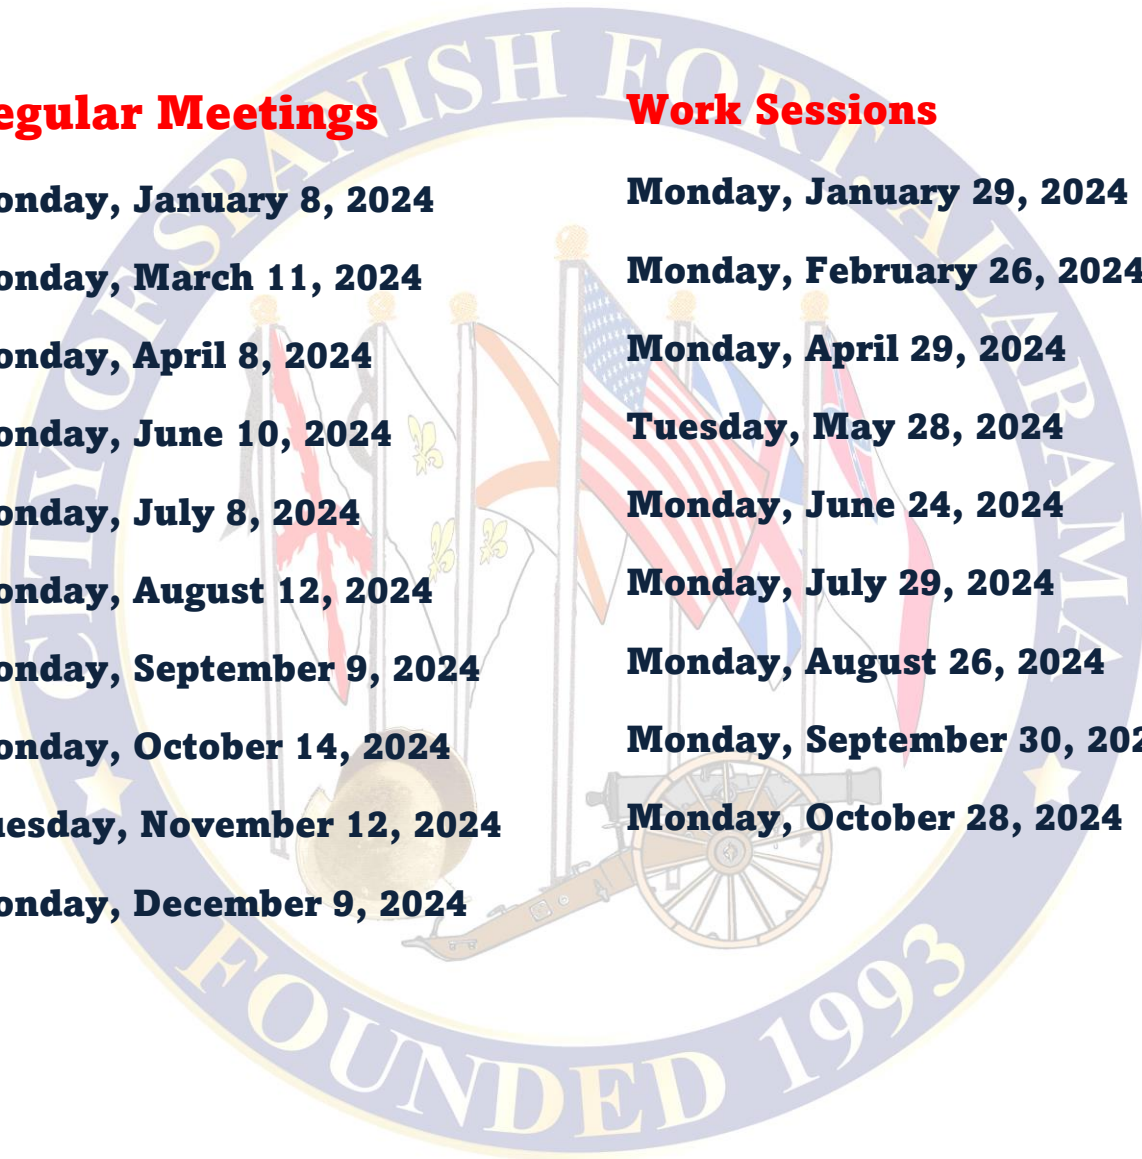 CITY OF SPANISH FORT, ALABAMA
egular Meetings
onday, January 8, 2024
onday, March 11, 2024
onday, April 8, 2024
onday, June 10, 2024
onday, July 8, 2024
onday, August 12, 2024
onday, September 9, 2024
onday, October 14, 2024
uesday, November 12, 2024
onday, December 9, 2024
Work Sessions
Monday, January 29, 2024
Monday, February 26, 2024
Monday, April 29, 2024
Tuesday, May 28, 2024
Monday, June 24, 2024
Monday, July 29, 2024
Monday, August 26, 2024
Monday, September 30, 202
Monday, October 28, 2024
FOUNDED 1993